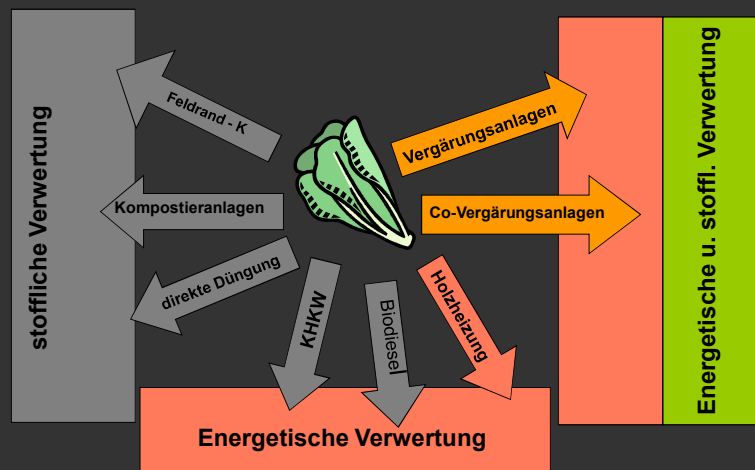 stoffliche Verwertung
Feldrand - K
Kompostieranlagen
direkte Düngung
KHKW
Biodiesel
Holzheizung
Vergärungsanlagen
Co-Vergärungsanlagen
Energetische Verwertung
Energetische u. stoffl. Verwertung